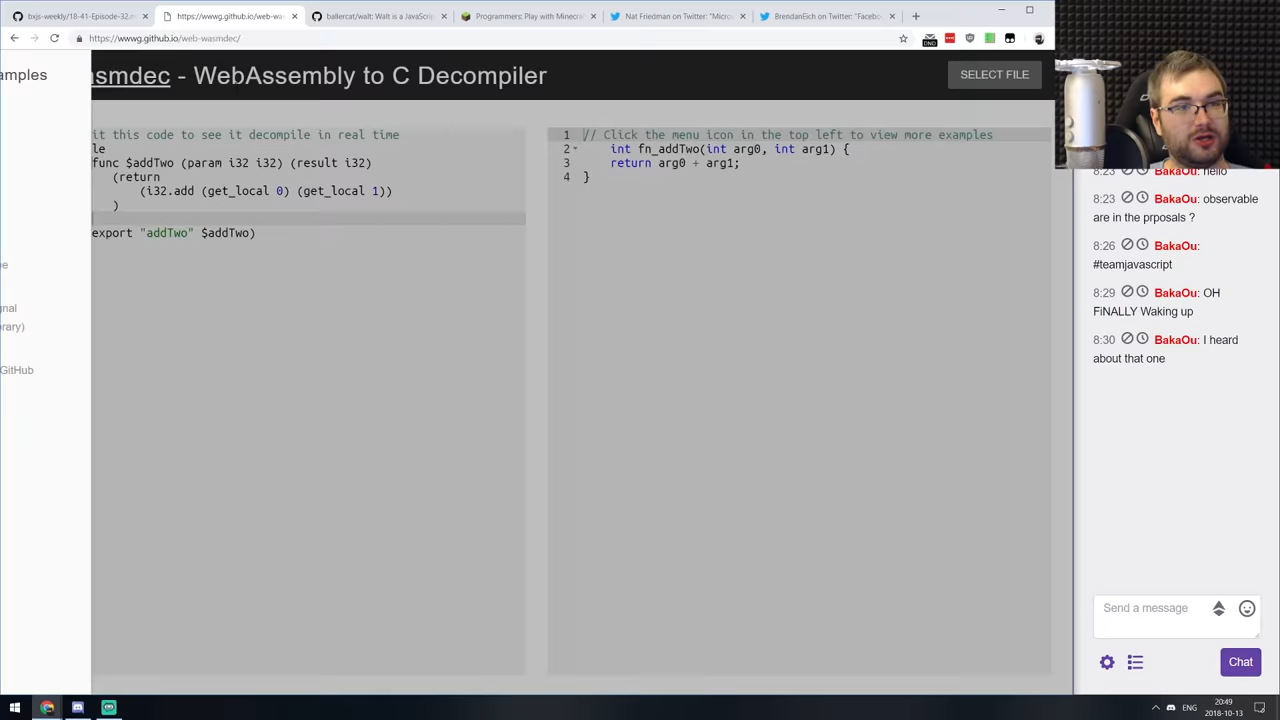 bxjs-weekly/18-41-Episode-32.m
https://wwwg.github.io/web-was
ballercat/walt: Walt is a JavaScri
Programmers: Play with Minecraf
Nat Friedman on Twitter: "Micros
BrendanEich on Twitter: "Facebo
https://wwwg.github.io/web-wasmdec/
amples
asmdec - WebAssembly to C Decompiler
SELECT FILE
it this code to see it decompile in real time
le
func $addTwo (param i32 i32) (result i32)
(return
(i32.add (get_local 0) (get_local 1))
)
export "addTwo" $addTwo)
e
gnal
rary)
GitHub
1 // Click the menu icon in the top left to view more examples
2 int fn_addTwo(int arg0, int arg1) {
3 return arg0 + arg1;
4 }
8:23 BakaOu: hello
8:23 BakaOu: observable
are in the prposals ?
8:26 BakaOu:
#teamjavascript
8:29 BakaOu: OH
FiNALLY Waking up
8:30 BakaOu: I heard
about that one
Send a message
Chat
ENG
20:49
2018-10-13